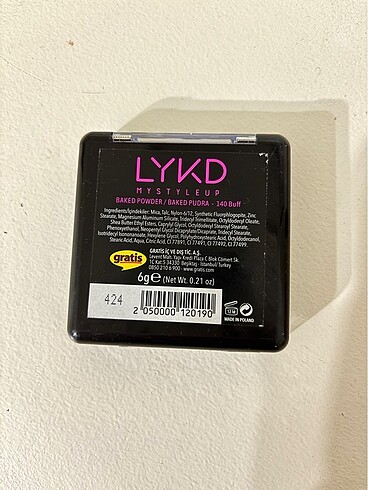 LYKD
MYSTYLEUP
BAKED POWDER / BAKED PUDRA - 140 Buff
Ingredients/İçindekiler: Mica, Talc, Nylon-6/12, Synthetic Fluorphlogopite, Zinc
Stearate, Magnesium Aluminum Silicate, Tridecyl Trimellitate, Octyldodecyl Oleate,
Shea Butter Ethyl Esters, Caprylyl Glycol, Octyldodecyl Stearoyl Stearate,
Phenoxyethanol, Neopentyl Glycol Dicaprylate/Dicaprate, Tridecyl Stearate,
Isotridecyl Isononanoate, Hexylene Glycol, Polyhydroxystearic Acid, Octyldodecanol,
Stearic Acid, Aqua, Citric Acid, CI 77891, CI 77491, CI 77492, CI 77499.
gratis
GRATİS İÇ VE DIŞ TİC. A.Ş.
Levent Mah. Yapı Kredi Plaza C Blok Cömert Sk.
1C Kat:5 34330 Beşiktaş - İstanbul / Turkey
0850 210 6 900 - www.gratis.com
6g e (Net Wt. 0.21 oz)
424
2 050000 120190
12 M
MADE IN POLAND